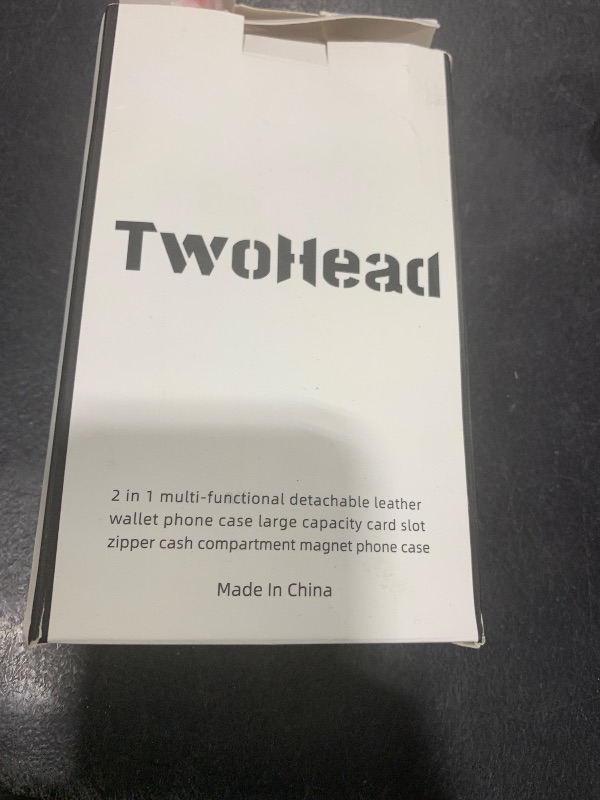 TwoHead
2 in 1 multi-functional detachable leather
wallet phone case large capacity card slot
zipper cash compartment magnet phone case
Made In China